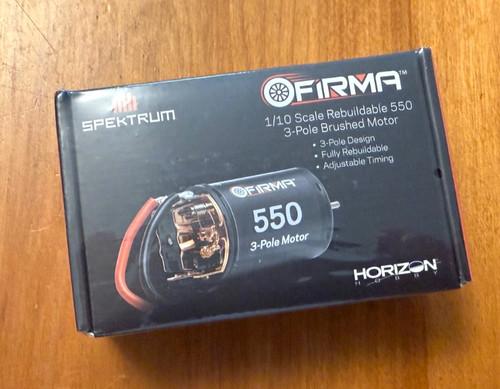 SPEKTRUM
FIRMA™
1/10 Scale Rebuildable 550
3-Pole Brushed Motor
• 3-Pole Design
• Fully Rebuildable
• Adjustable Timing
FIRMA
550
3-Pole Motor
HORIZON
HOBBY